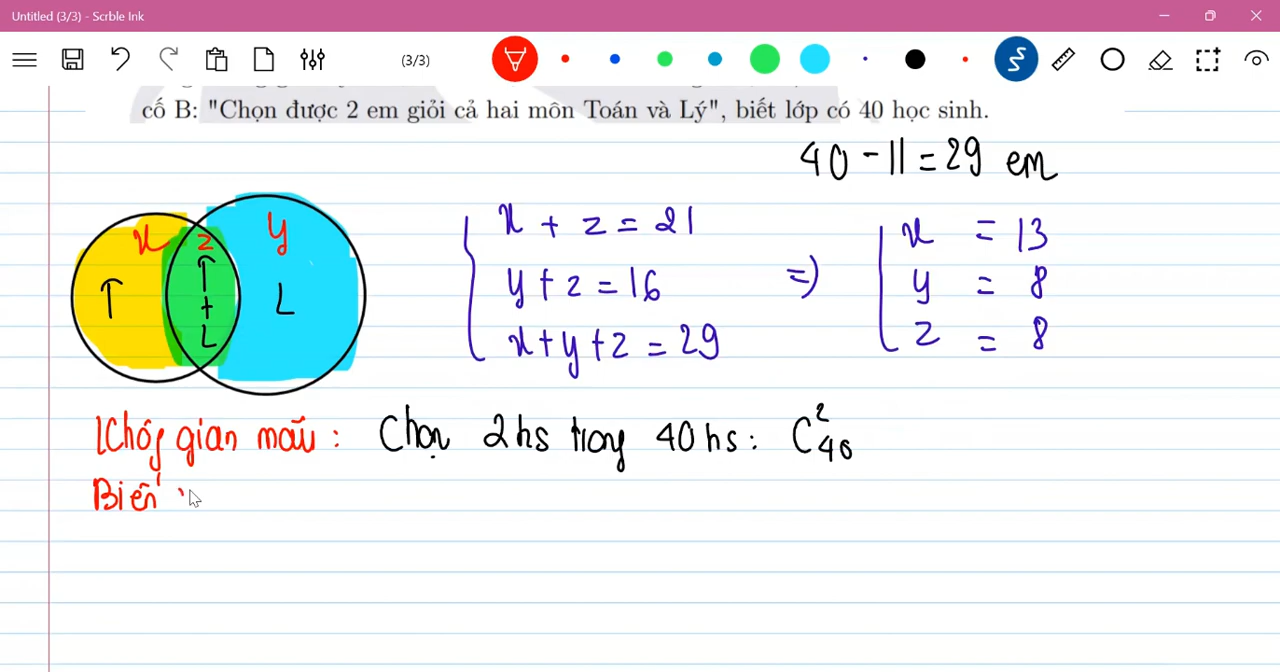 Untitled (3/3) - Scrble Ink
(3/3)
cố B: "Chọn được 2 em giỏi cả hai môn Toán và Lý", biết lớp có 40 học sinh.
40 - 11 = 29 em
x z y
T T + L L
x + z = 21
y + z = 16
x + y + z = 29
=>
x = 13
y = 8
z = 8
Không gian mẫu : Chọn 2 hs trong 40 hs : C²₄₀
Biến